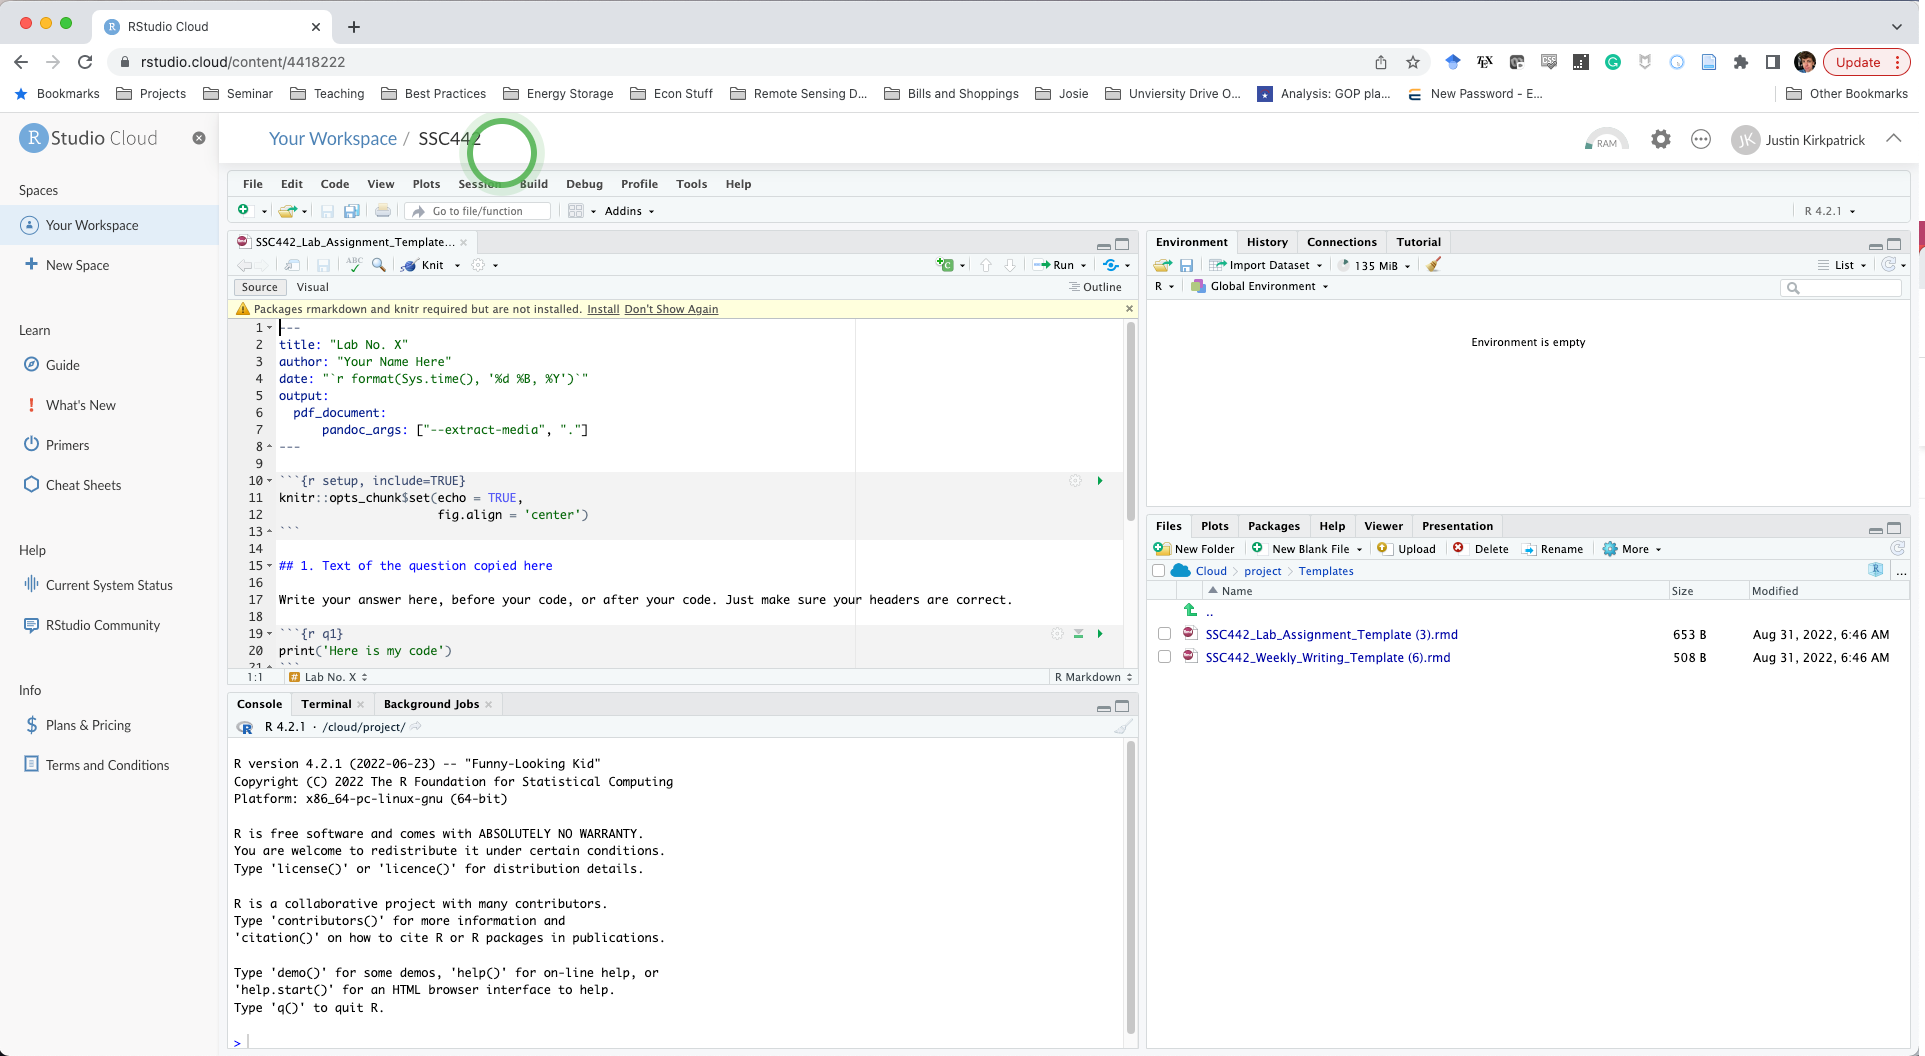 RStudio Cloud
rstudio.cloud/content/4418222
Update
Bookmarks
Projects
Seminar
Teaching
Best Practices
Energy Storage
Econ Stuff
Remote Sensing D...
Bills and Shoppings
Josie
Unviersity Drive O...
Analysis: GOP pla...
New Password - E...
Other Bookmarks
RStudio Cloud
Your Workspace / SSC442
RAM
JK
Justin Kirkpatrick
Spaces
Your Workspace
New Space
Learn
Guide
What's New
Primers
Cheat Sheets
Help
Current System Status
RStudio Community
Info
Plans & Pricing
Terms and Conditions
File Edit Code View Plots Session Build Debug Profile Tools Help
Go to file/function
Addins
R 4.2.1
SSC442_Lab_Assignment_Template...
ABC
Knit
Run
Source Visual
Outline
Packages rmarkdown and knitr required but are not installed. Install Don't Show Again
1 ---
2 title: "Lab No. X"
3 author: "Your Name Here"
4 date: "`r format(Sys.time(), '%d %B, %Y')`"
5 output:
6 pdf_document:
7 pandoc_args: ["--extract-media", "."]
8 ---
9
10 ```{r setup, include=TRUE}
11 knitr::opts_chunk$set(echo = TRUE,
12 fig.align = 'center')
13 ```
14
15 ## 1. Text of the question copied here
16
17 Write your answer here, before your code, or after your code. Just make sure your headers are correct.
18
19 ```{r q1}
20 print('Here is my code')
21 ```
1:1
# Lab No. X
R Markdown
Console Terminal Background Jobs
R 4.2.1 · /cloud/project/
R version 4.2.1 (2022-06-23) -- "Funny-Looking Kid"
Copyright (C) 2022 The R Foundation for Statistical Computing
Platform: x86_64-pc-linux-gnu (64-bit)
R is free software and comes with ABSOLUTELY NO WARRANTY.
You are welcome to redistribute it under certain conditions.
Type 'license()' or 'licence()' for distribution details.
R is a collaborative project with many contributors.
Type 'contributors()' for more information and
'citation()' on how to cite R or R packages in publications.
Type 'demo()' for some demos, 'help()' for on-line help, or
'help.start()' for an HTML browser interface to help.
Type 'q()' to quit R.
>
Environment History Connections Tutorial
Import Dataset
135 MiB
List
R
Global Environment
Environment is empty
Files Plots Packages Help Viewer Presentation
New Folder New Blank File Upload Delete Rename More
Cloud project Templates
...
Name Size Modified
..
SSC442_Lab_Assignment_Template (3).rmd 653 B Aug 31, 2022, 6:46 AM
SSC442_Weekly_Writing_Template (6).rmd 508 B Aug 31, 2022, 6:46 AM